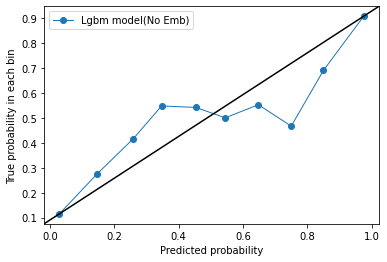 Lgbm model(No Emb)
0.9
0.8
0.7
0.6
0.5
0.4
0.3
0.2
0.1
True probability in each bin
0.0 0.2 0.4 0.6 0.8 1.0
Predicted probability